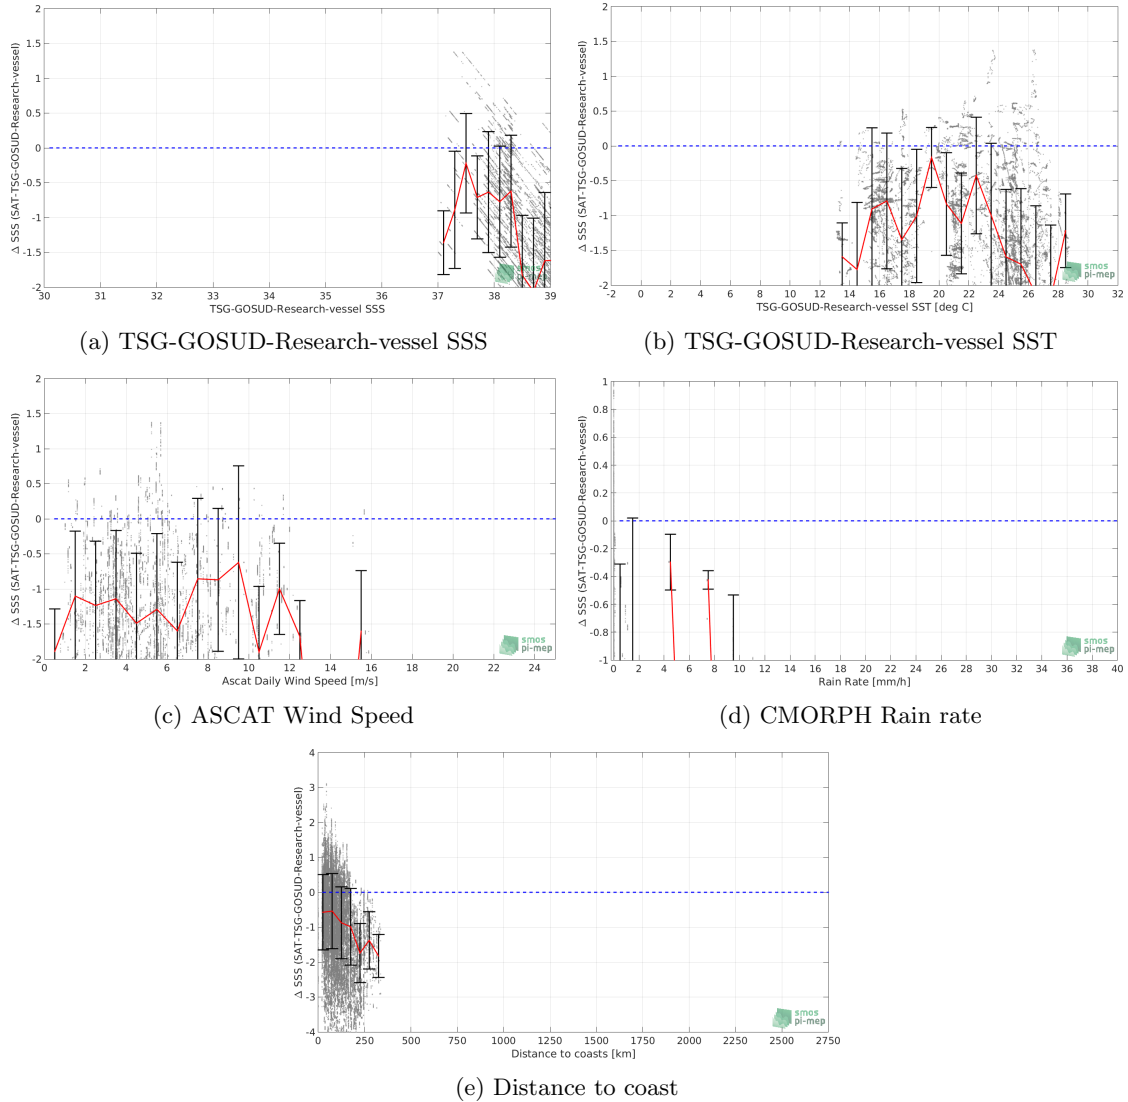 Δ SSS (SAT-TSG-GOSUD-Research-vessel)
2
1.5
1
0.5
0
-0.5
-1
-1.5
-2
30 31 32 33 34 35 36 37 38 39
TSG-GOSUD-Research-vessel SSS
smos
pi-mep
(a) TSG-GOSUD-Research-vessel SSS
Δ SSS (SAT-TSG-GOSUD-Research-vessel)
2
1.5
1
0.5
0
-0.5
-1
-1.5
-2
-2 0 2 4 6 8 10 12 14 16 18 20 22 24 26 28 30 32
TSG-GOSUD-Research-vessel SST [deg C]
smos
pi-mep
(b) TSG-GOSUD-Research-vessel SST
Δ SSS (SAT-TSG-GOSUD-Research-vessel)
2
1.5
1
0.5
0
-0.5
-1
-1.5
-2
0 2 4 6 8 10 12 14 16 18 20 22 24
Ascat Daily Wind Speed [m/s]
smos
pi-mep
(c) ASCAT Wind Speed
Δ SSS (SAT-TSG-GOSUD-Research-vessel)
1
0.8
0.6
0.4
0.2
0
-0.2
-0.4
-0.6
-0.8
-1
0 2 4 6 8 10 12 14 16 18 20 22 24 26 28 30 32 34 36 38 40
Rain Rate [mm/h]
smos
pi-mep
(d) CMORPH Rain rate
Δ SSS (SAT-TSG-GOSUD-Research-vessel)
4
3
2
1
0
-1
-2
-3
-4
0 250 500 750 1000 1250 1500 1750 2000 2250 2500 2750
Distance to coasts [km]
smos
pi-mep
(e) Distance to coast